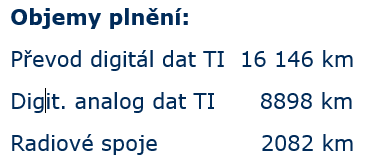 Objemy plnění:
Převod digitál dat TI 16 146 km
Digit. analog dat TI 8898 km
Radiové spoje 2082 km